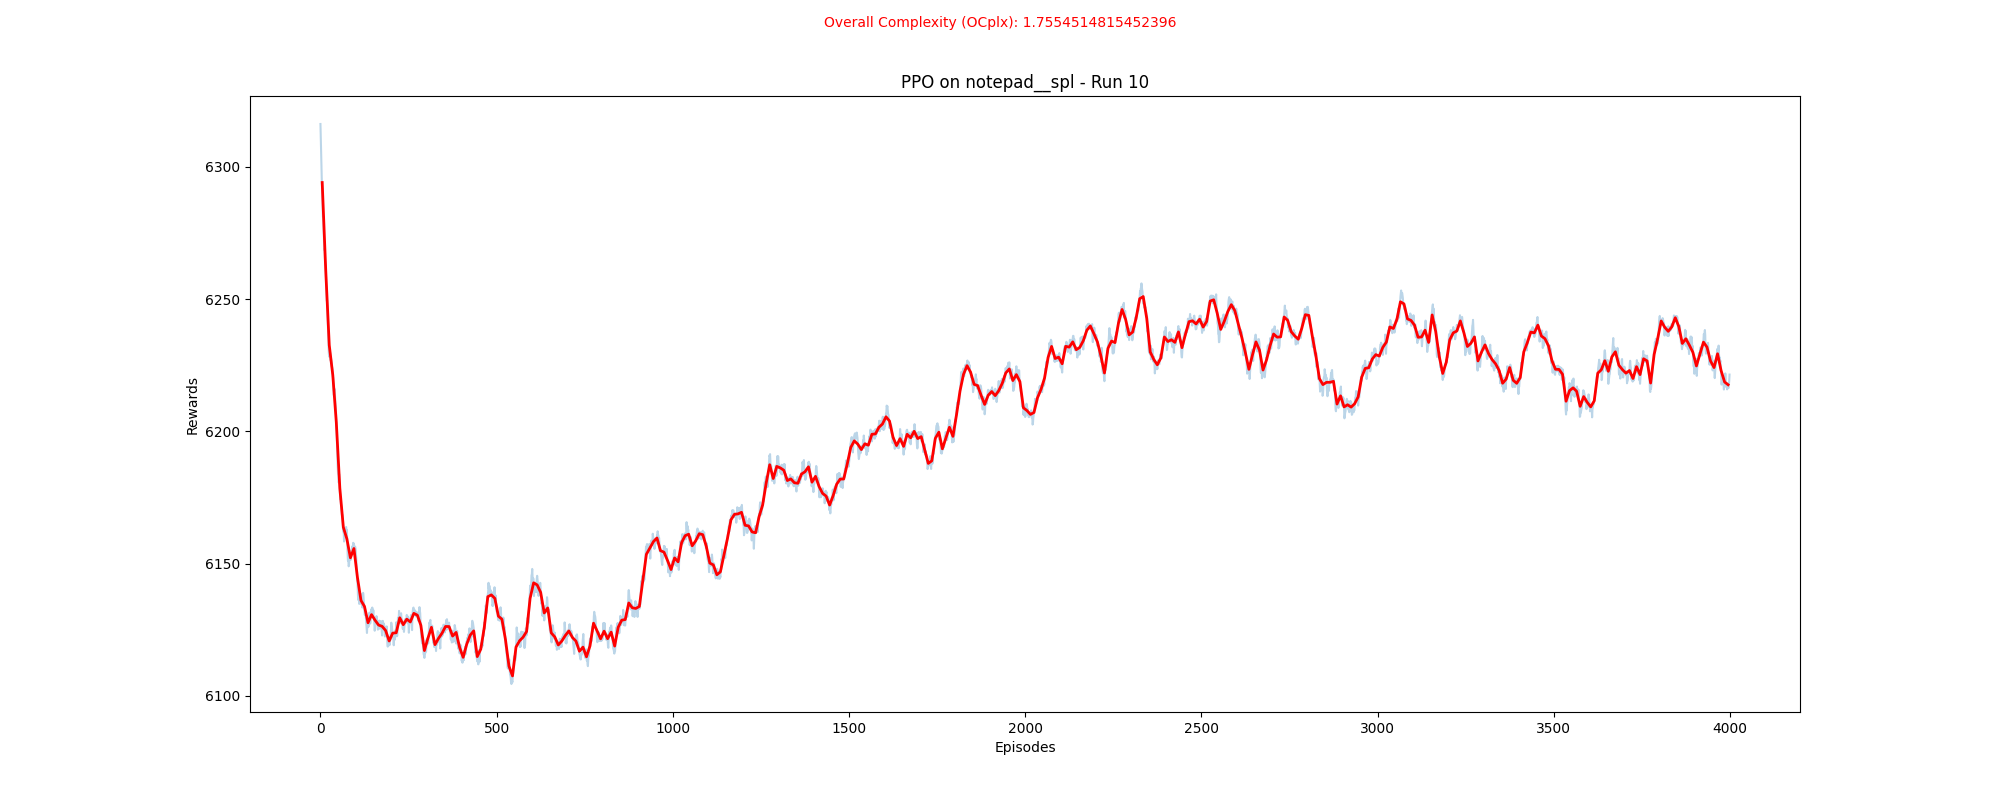 Overall Complexity (OCplx): 1.7554514815452396
PPO on notepad__spl - Run 10
Rewards
6300
6250
6200
6150
6100
0 500 1000 1500 2000 2500 3000 3500 4000
Episodes